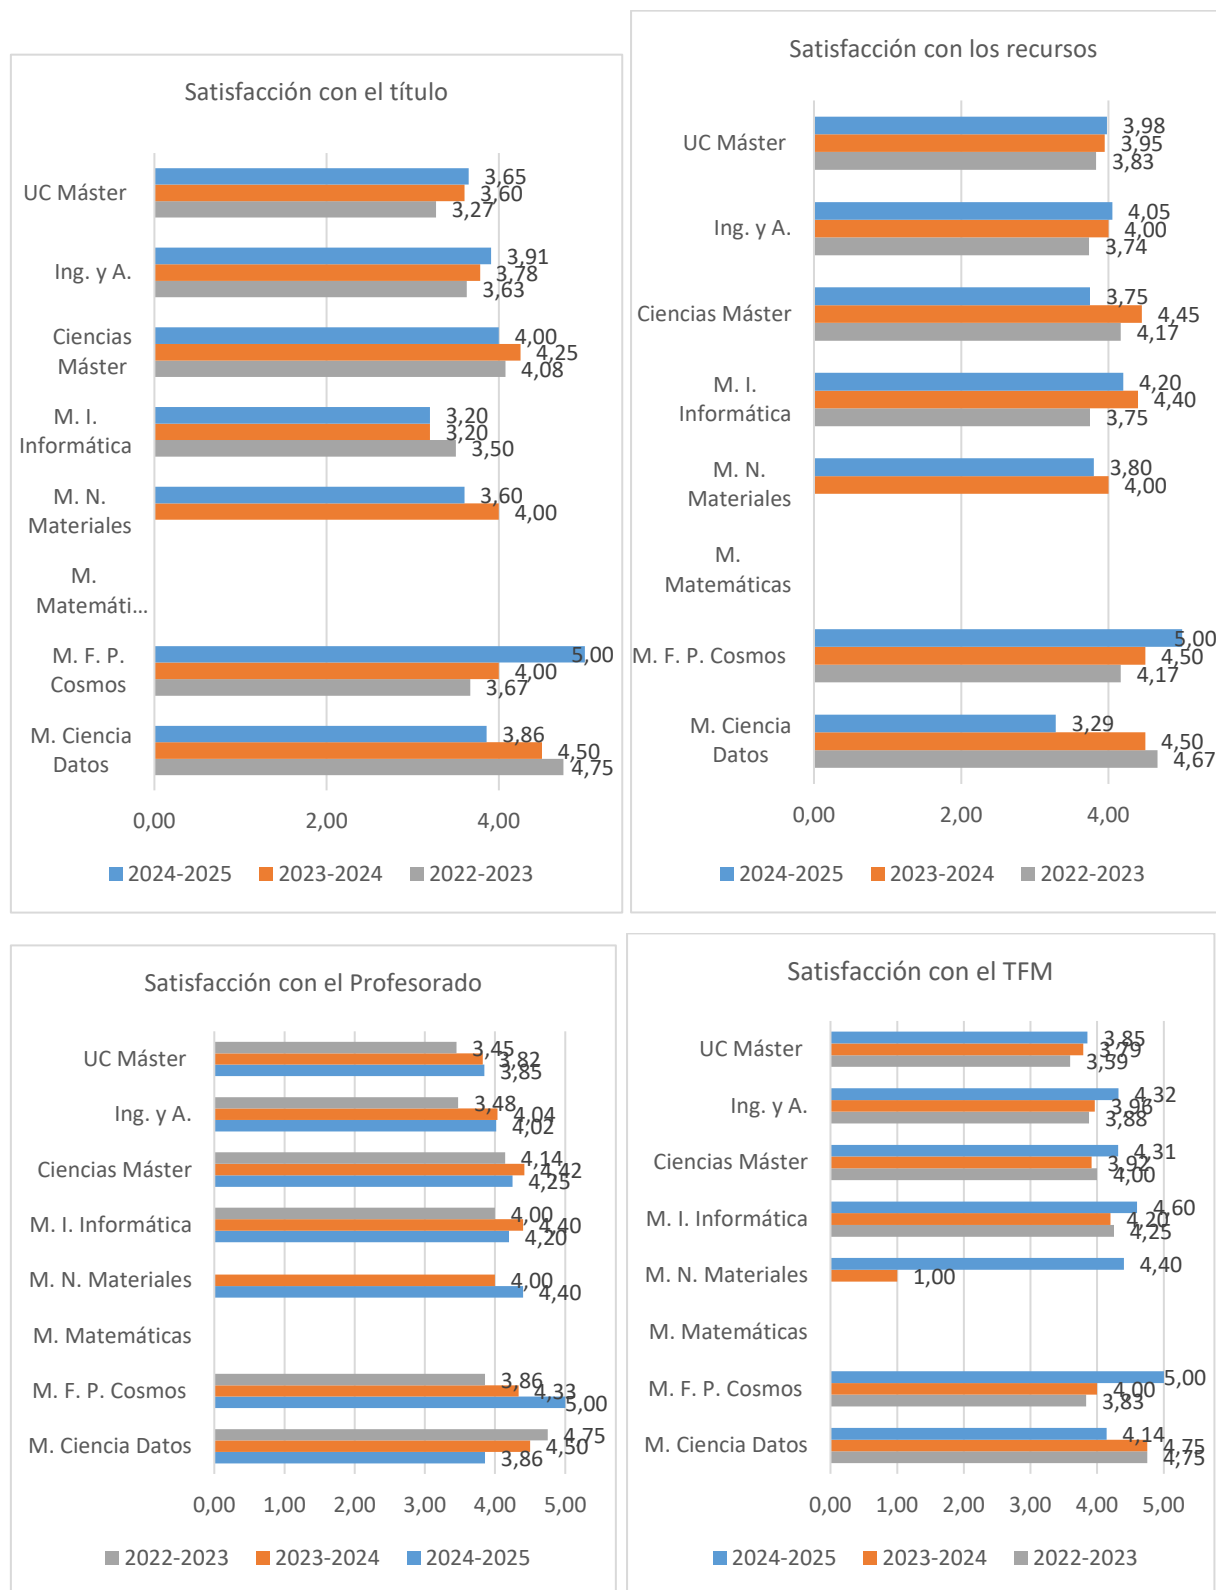 Satisfacción con el título
UC Máster
3,65
3,60
3,27
Ing. y A.
3,91
3,78
3,63
Ciencias
Máster
4,00
4,25
4,08
M. I.
Informática
3,20
3,20
3,50
M. N.
Materiales
3,60
4,00
M.
Matemáti...
M. F. P.
Cosmos
5,00
4,00
3,67
M. Ciencia
Datos
3,86
4,50
4,75
0,00 2,00 4,00
2024-2025 2023-2024 2022-2023
Satisfacción con los recursos
UC Máster
3,98
3,95
3,83
Ing. y A.
4,05
4,00
3,74
Ciencias Máster
3,75
4,45
4,17
M. I.
Informática
4,20
4,40
3,75
M. N.
Materiales
3,80
4,00
M.
Matemáticas
M. F. P. Cosmos
5,00
4,50
4,17
M. Ciencia
Datos
3,29
4,50
4,67
0,00 2,00 4,00
2024-2025 2023-2024 2022-2023
Satisfacción con el Profesorado
UC Máster
3,45
3,82
3,85
Ing. y A.
3,48
4,04
4,02
Ciencias Máster
4,14
4,42
4,25
M. I. Informática
4,00
4,40
4,20
M. N. Materiales
4,00
4,40
M. Matemáticas
M. F. P. Cosmos
3,86
4,33
5,00
M. Ciencia Datos
4,75
4,50
3,86
0,00 1,00 2,00 3,00 4,00 5,00
2022-2023 2023-2024 2024-2025
Satisfacción con el TFM
UC Máster
3,85
3,79
3,59
Ing. y A.
4,32
3,96
3,88
Ciencias Máster
4,31
3,92
4,00
M. I. Informática
4,60
4,20
4,25
M. N. Materiales
4,40
1,00
M. Matemáticas
M. F. P. Cosmos
5,00
4,00
3,83
M. Ciencia Datos
4,14
4,75
4,75
0,00 1,00 2,00 3,00 4,00 5,00
2024-2025 2023-2024 2022-2023